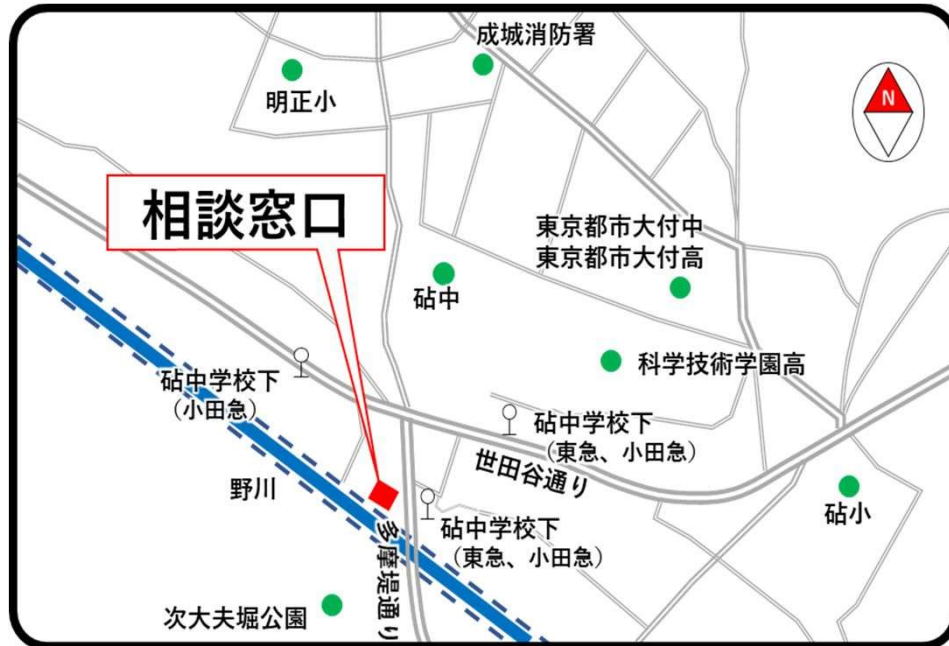 成城消防署
明正小
N
相談窓口
東京都市大付中
東京都市大付高
砧中
科学技術学園高
砧中学校下
（小田急）
砧中学校下
（東急、小田急）
世田谷通り
野川
砧小
砧中学校下
（東急、小田急）
多摩堤通り
次大夫堀公園